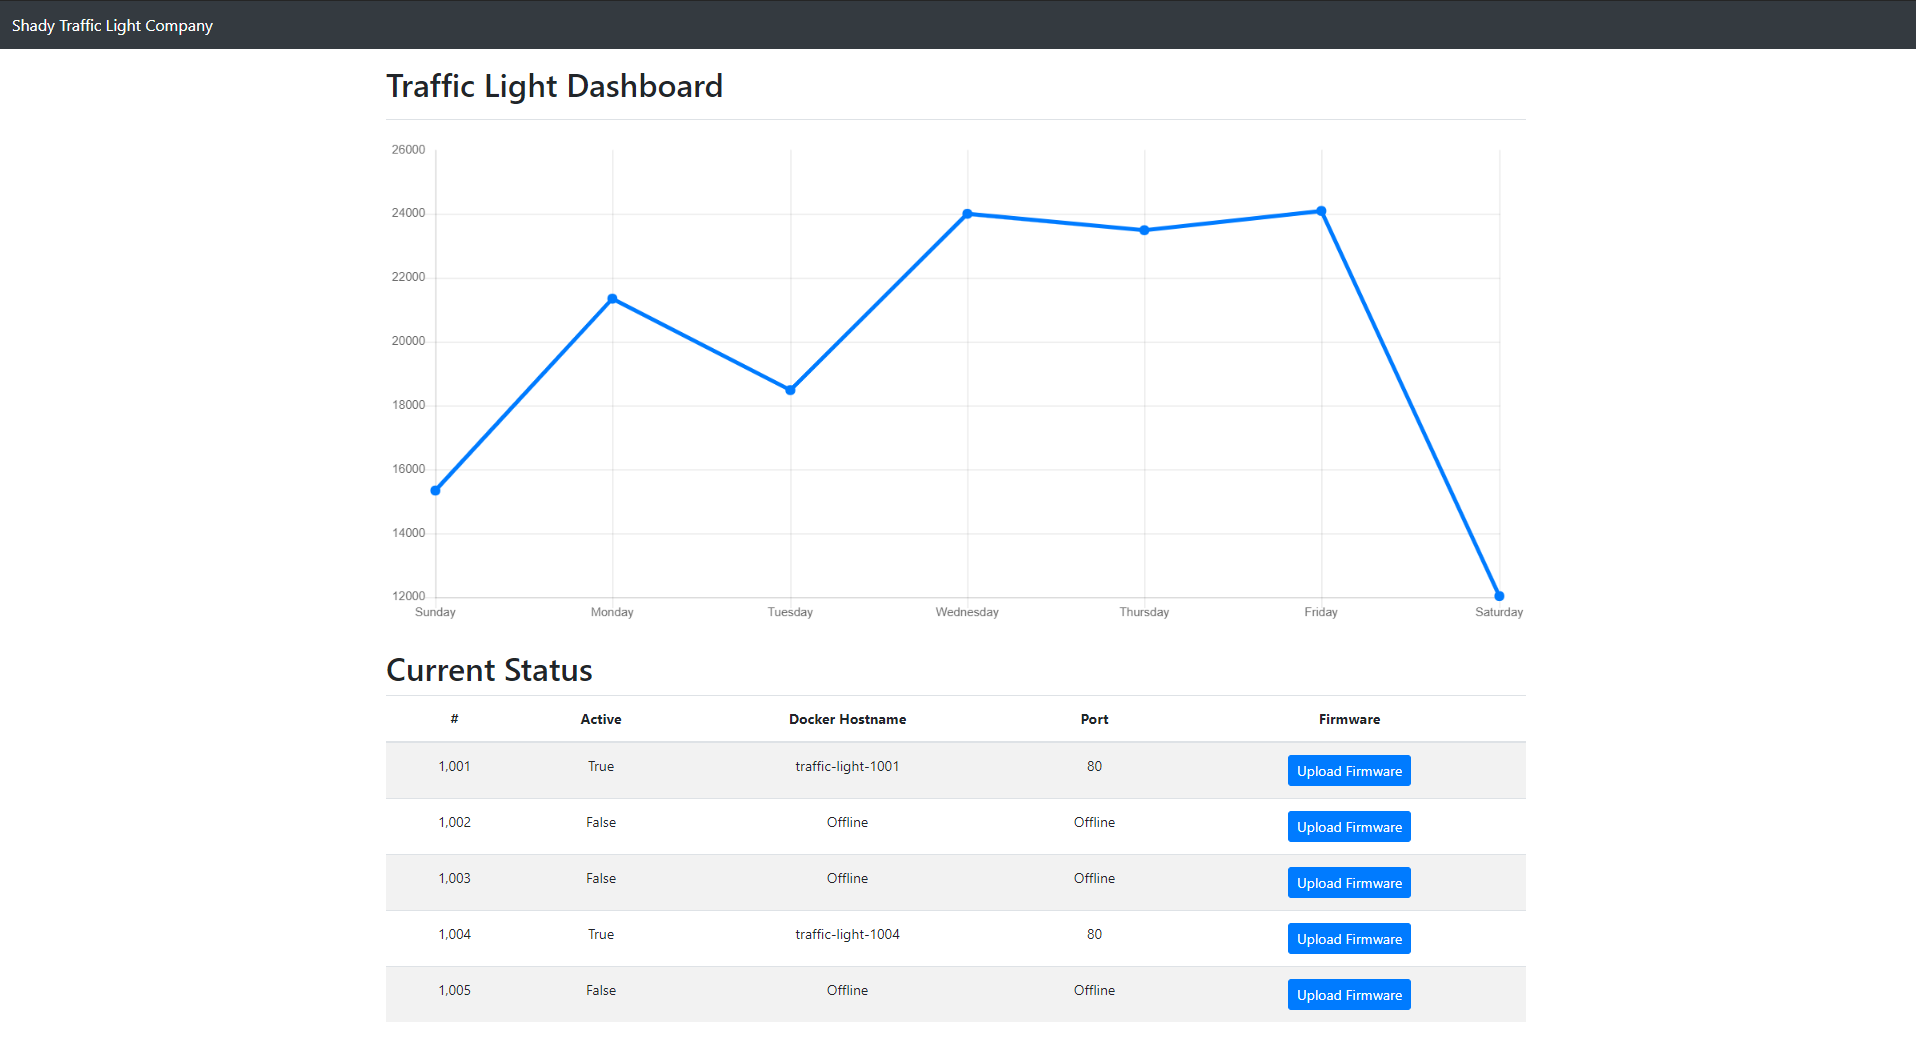 Shady Traffic Light Company
Traffic Light Dashboard
26000
24000
22000
20000
18000
16000
14000
12000
Sunday Monday Tuesday Wednesday Thursday Friday Saturday
Current Status
# Active Docker Hostname Port Firmware
1,001 True traffic-light-1001 80 Upload Firmware
1,002 False Offline Offline Upload Firmware
1,003 False Offline Offline Upload Firmware
1,004 True traffic-light-1004 80 Upload Firmware
1,005 False Offline Offline Upload Firmware